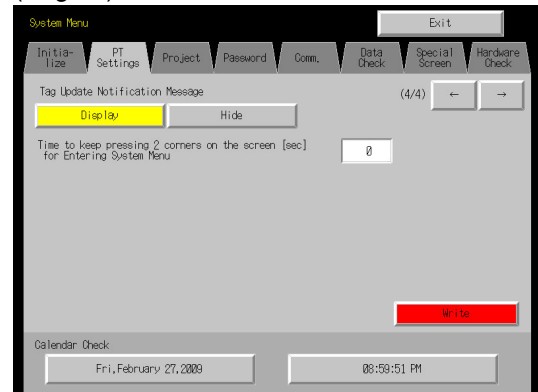 System Menu
Exit
Initia-
lize
PT
Settings
Project
Password
Comm.
Data
Check
Special
Screen
Hardware
Check
Tag Update Notification Message
(4/4)
←
→
Display
Hide
Time to keep pressing 2 corners on the screen [sec]
for Entering System Menu
0
Write
Calendar Check
Fri,February 27,2009
08:59:51 PM